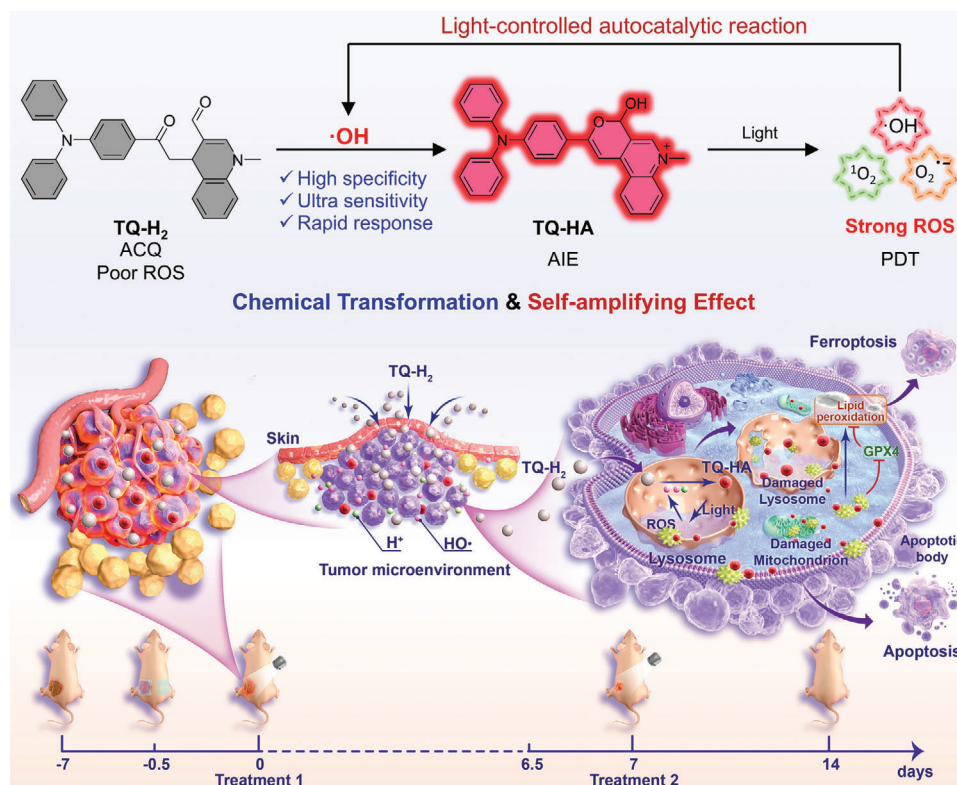 Light-controlled autocatalytic reaction
·OH
✓ High specificity
✓ Ultra sensitivity
✓ Rapid response
N
O
O
N
TQ-H₂
ACQ
Poor ROS
N
O
OH
N⁺
TQ-HA
AIE
Light
·OH
¹O₂
O₂•−
Strong ROS
PDT
Chemical Transformation & Self-amplifying Effect
TQ-H₂
Skin
H⁺
HO·
Tumor microenvironment
TQ-H₂
TQ-HA
ROS
Light
Lysosome
Damaged
Lysosome
Damaged
Mitochondrion
Lipid
peroxidation
GPX4
Ferroptosis
Apoptotic
body
Apoptosis
-7
-0.5
0
6.5
7
14
days
Treatment 1
Treatment 2